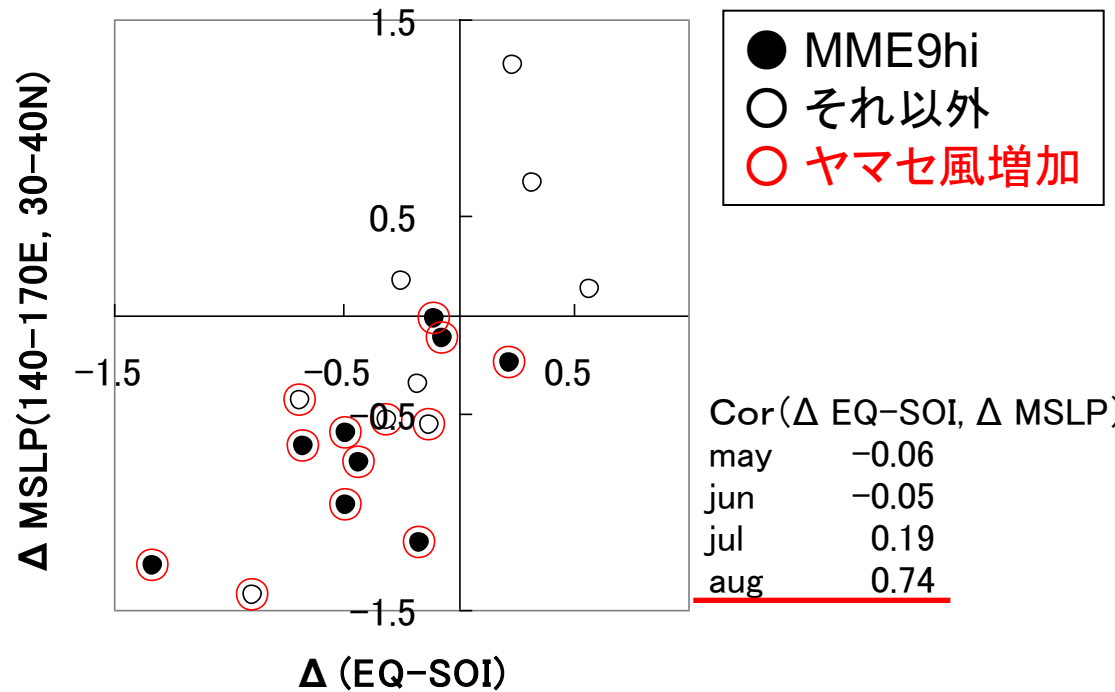 1.5
0.5
-1.5
-0.5
0.5
-0.5
-1.5
Δ MSLP(140-170E, 30-40N)
Δ (EQ-SOI)
MME9hi
それ以外
ヤマセ風増加
Cor(Δ EQ-SOI, Δ MSLP)
may -0.06
jun -0.05
jul 0.19
aug 0.74